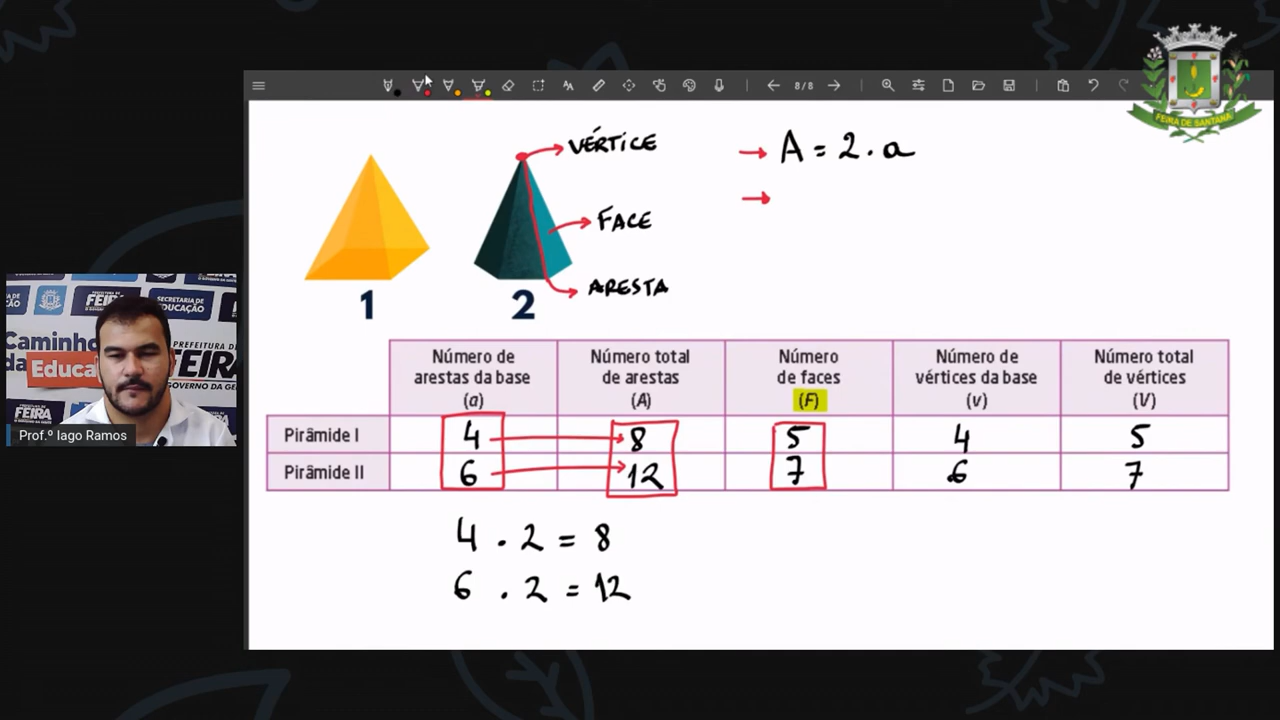 FEIRA DE SANTANA
8/8
VÉRTICE
→ A = 2 . a
FACE
→
ARESTA
1
2
Número de arestas da base (a)
Número total de arestas (A)
Número de faces (F)
Número de vértices da base (v)
Número total de vértices (V)
Pirâmide I 4 8 5 4 5
Pirâmide II 6 12 7 6 7
4 . 2 = 8
6 . 2 = 12
FEIRA
SECRETARIA DE
EDUCAÇÃO
Caminho
da Educa
PREFEITURA DE
FEIRA
GOVERNO DA GE
FEIRA
Prof.º Iago Ramos